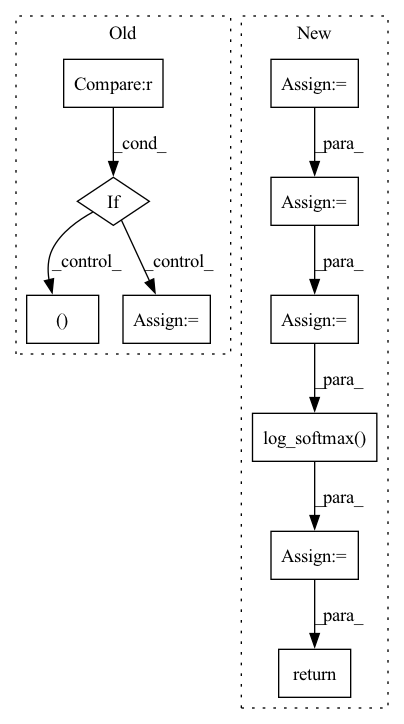 Old
Compare:r
_cond_
If
_control_
_control_
()
Assign:=
New
Assign:=
_para_
Assign:=
_para_
Assign:=
_para_
log_softmax()
_para_
Assign:=
_para_
return